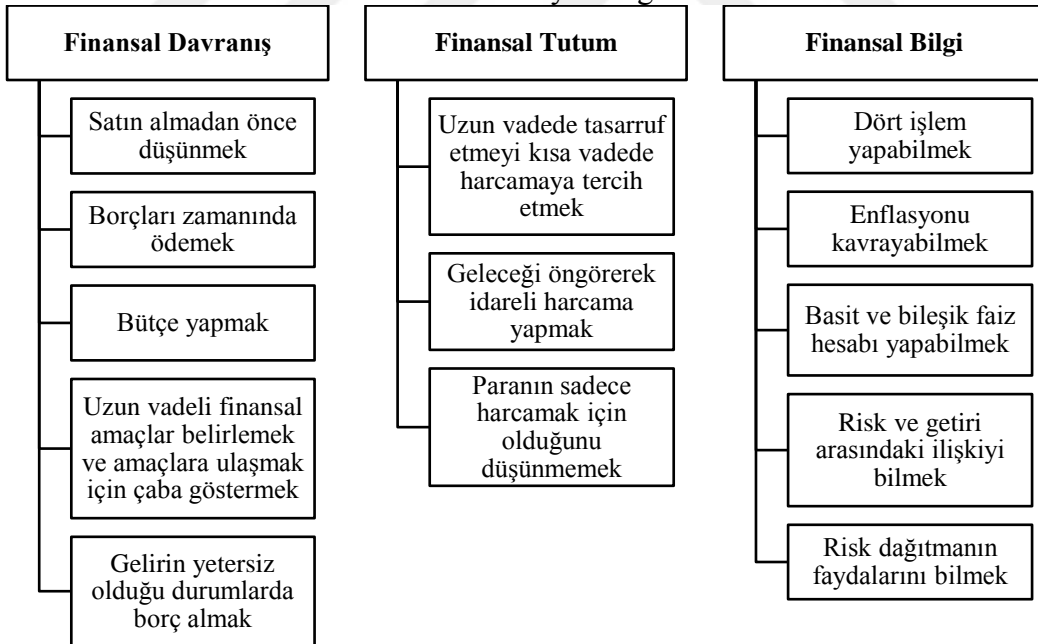 Finansal Davranış
Satın almadan önce
düşünmek
Borçları zamanında
ödemek
Bütçe yapmak
Uzun vadeli finansal
amaçlar belirlemek
ve amaçlara ulaşmak
için çaba göstermek
Gelirin yetersiz
olduğu durumlarda
borç almak
Finansal Tutum
Uzun vadede tasarruf
etmeyi kısa vadede
harcamaya tercih
etmek
Geleceği öngörerek
idareli harcama
yapmak
Paranın sadece
harcamak için
olduğunu
düşünmemek
Finansal Bilgi
Dört işlem
yapabilmek
Enflasyonu
kavrayabilmek
Basit ve bileşik faiz
hesabı yapabilmek
Risk ve getiri
arasındaki ilişkiyi
bilmek
Risk dağıtmanın
faydalarını bilmek